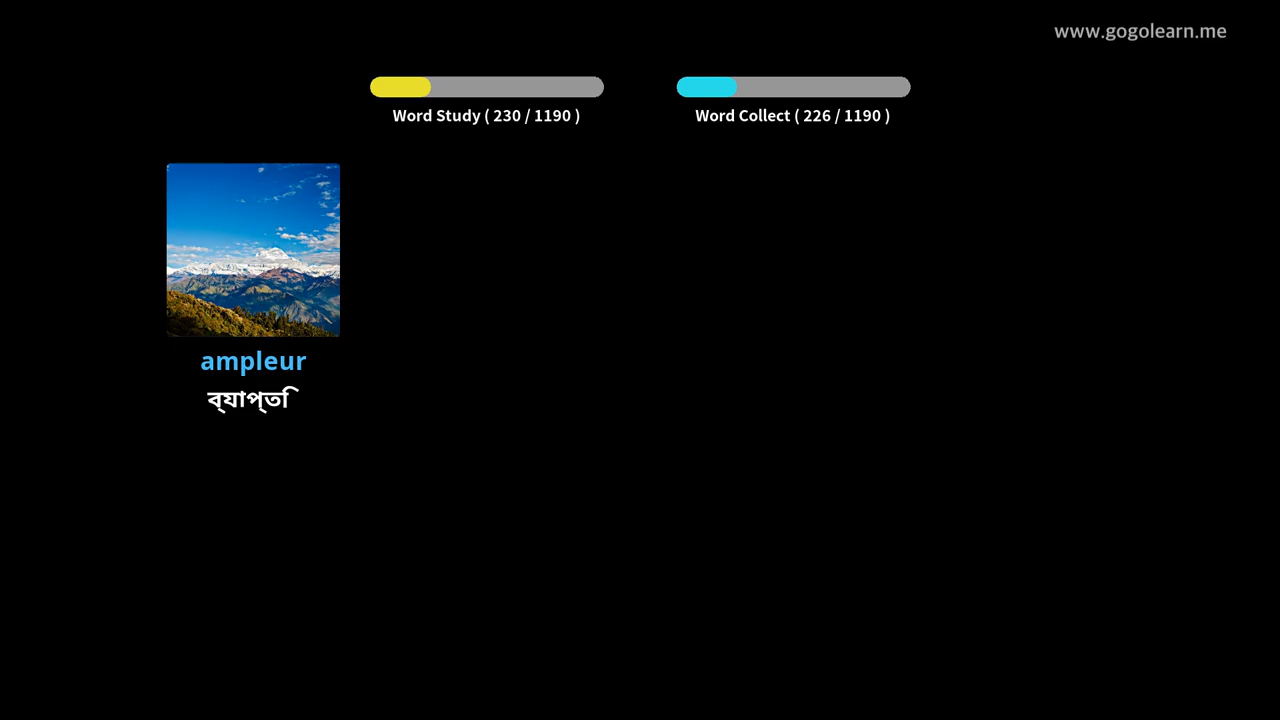 www.gogolearn.me
Word Study ( 230 / 1190 )
Word Collect ( 226 / 1190 )
ampleur
ব্যাপ্তি